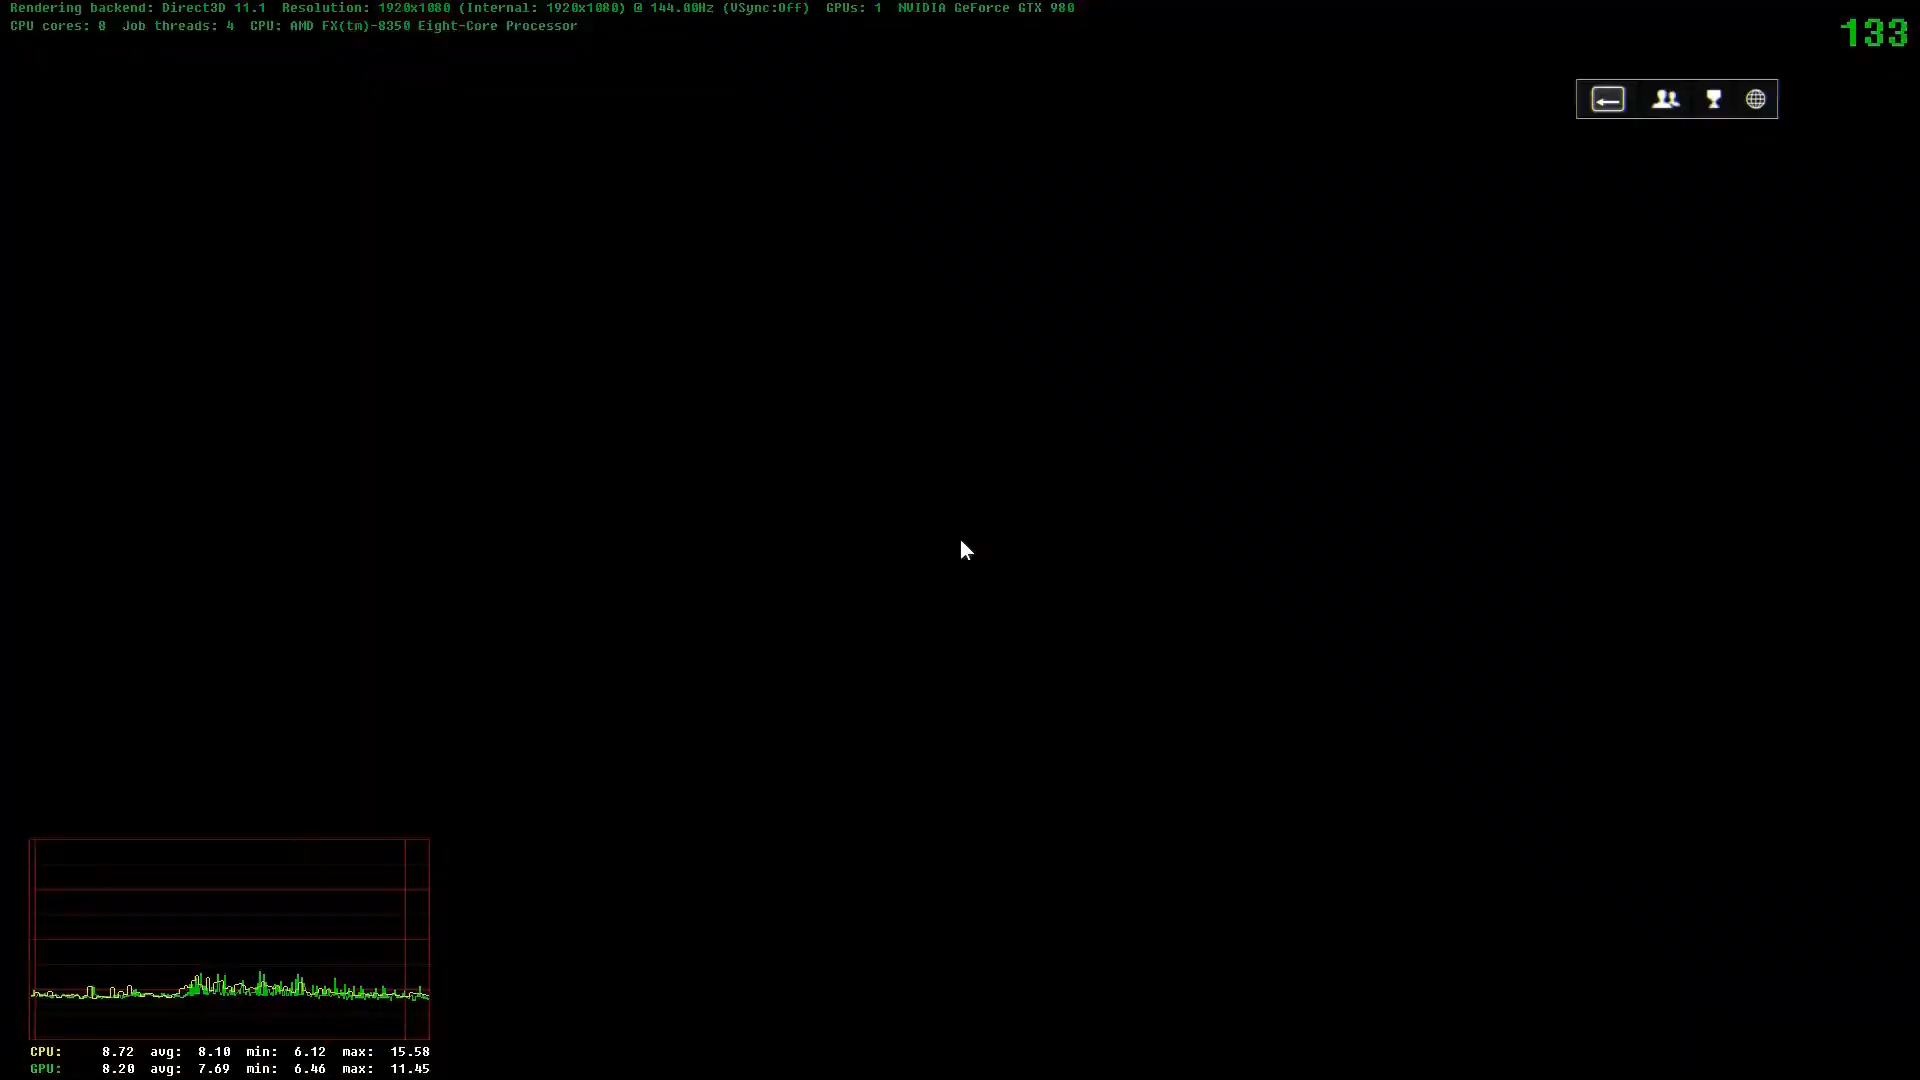 Rendering backend: Direct3D 11.1  Resolution: 1920x1080 (Internal: 1920x1080) @ 144.00Hz (VSync:Off)  GPUs: 1  NVIDIA GeForce GTX 980
CPU cores: 8  Job threads: 4  CPU: AMD FX(tm)-8350 Eight-Core Processor
133
CPU: 8.72 avg: 8.10 min: 6.12 max: 15.58
GPU: 8.20 avg: 7.69 min: 6.46 max: 11.45